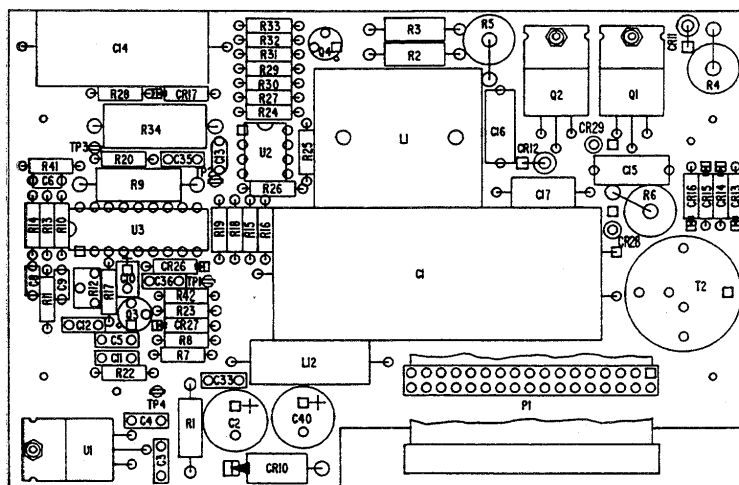 C14
R33
R32
R31
R29
R30
R27
R24
Q4
R3
R2
R5
Q2
Q1
CR11
R4
R28
CR17
R34
TP3
R20
C35
C13
U2
R25
L1
C16
CR29
CR12
C15
R41
C6
R9
TP2
R26
C17
R6
CR16
CR15
CR14
CR13
R14
R13
R10
U3
R19
R18
R15
R16
CR28
C8
R11
C9
R12
R17
C10
CR26
C36
TP1
C1
T2
R42
R23
CR27
R8
R7
Q3
C12
C5
C11
R22
L12
C33
TP4
C4
R1
C2
C40
P1
U1
C3
CR10